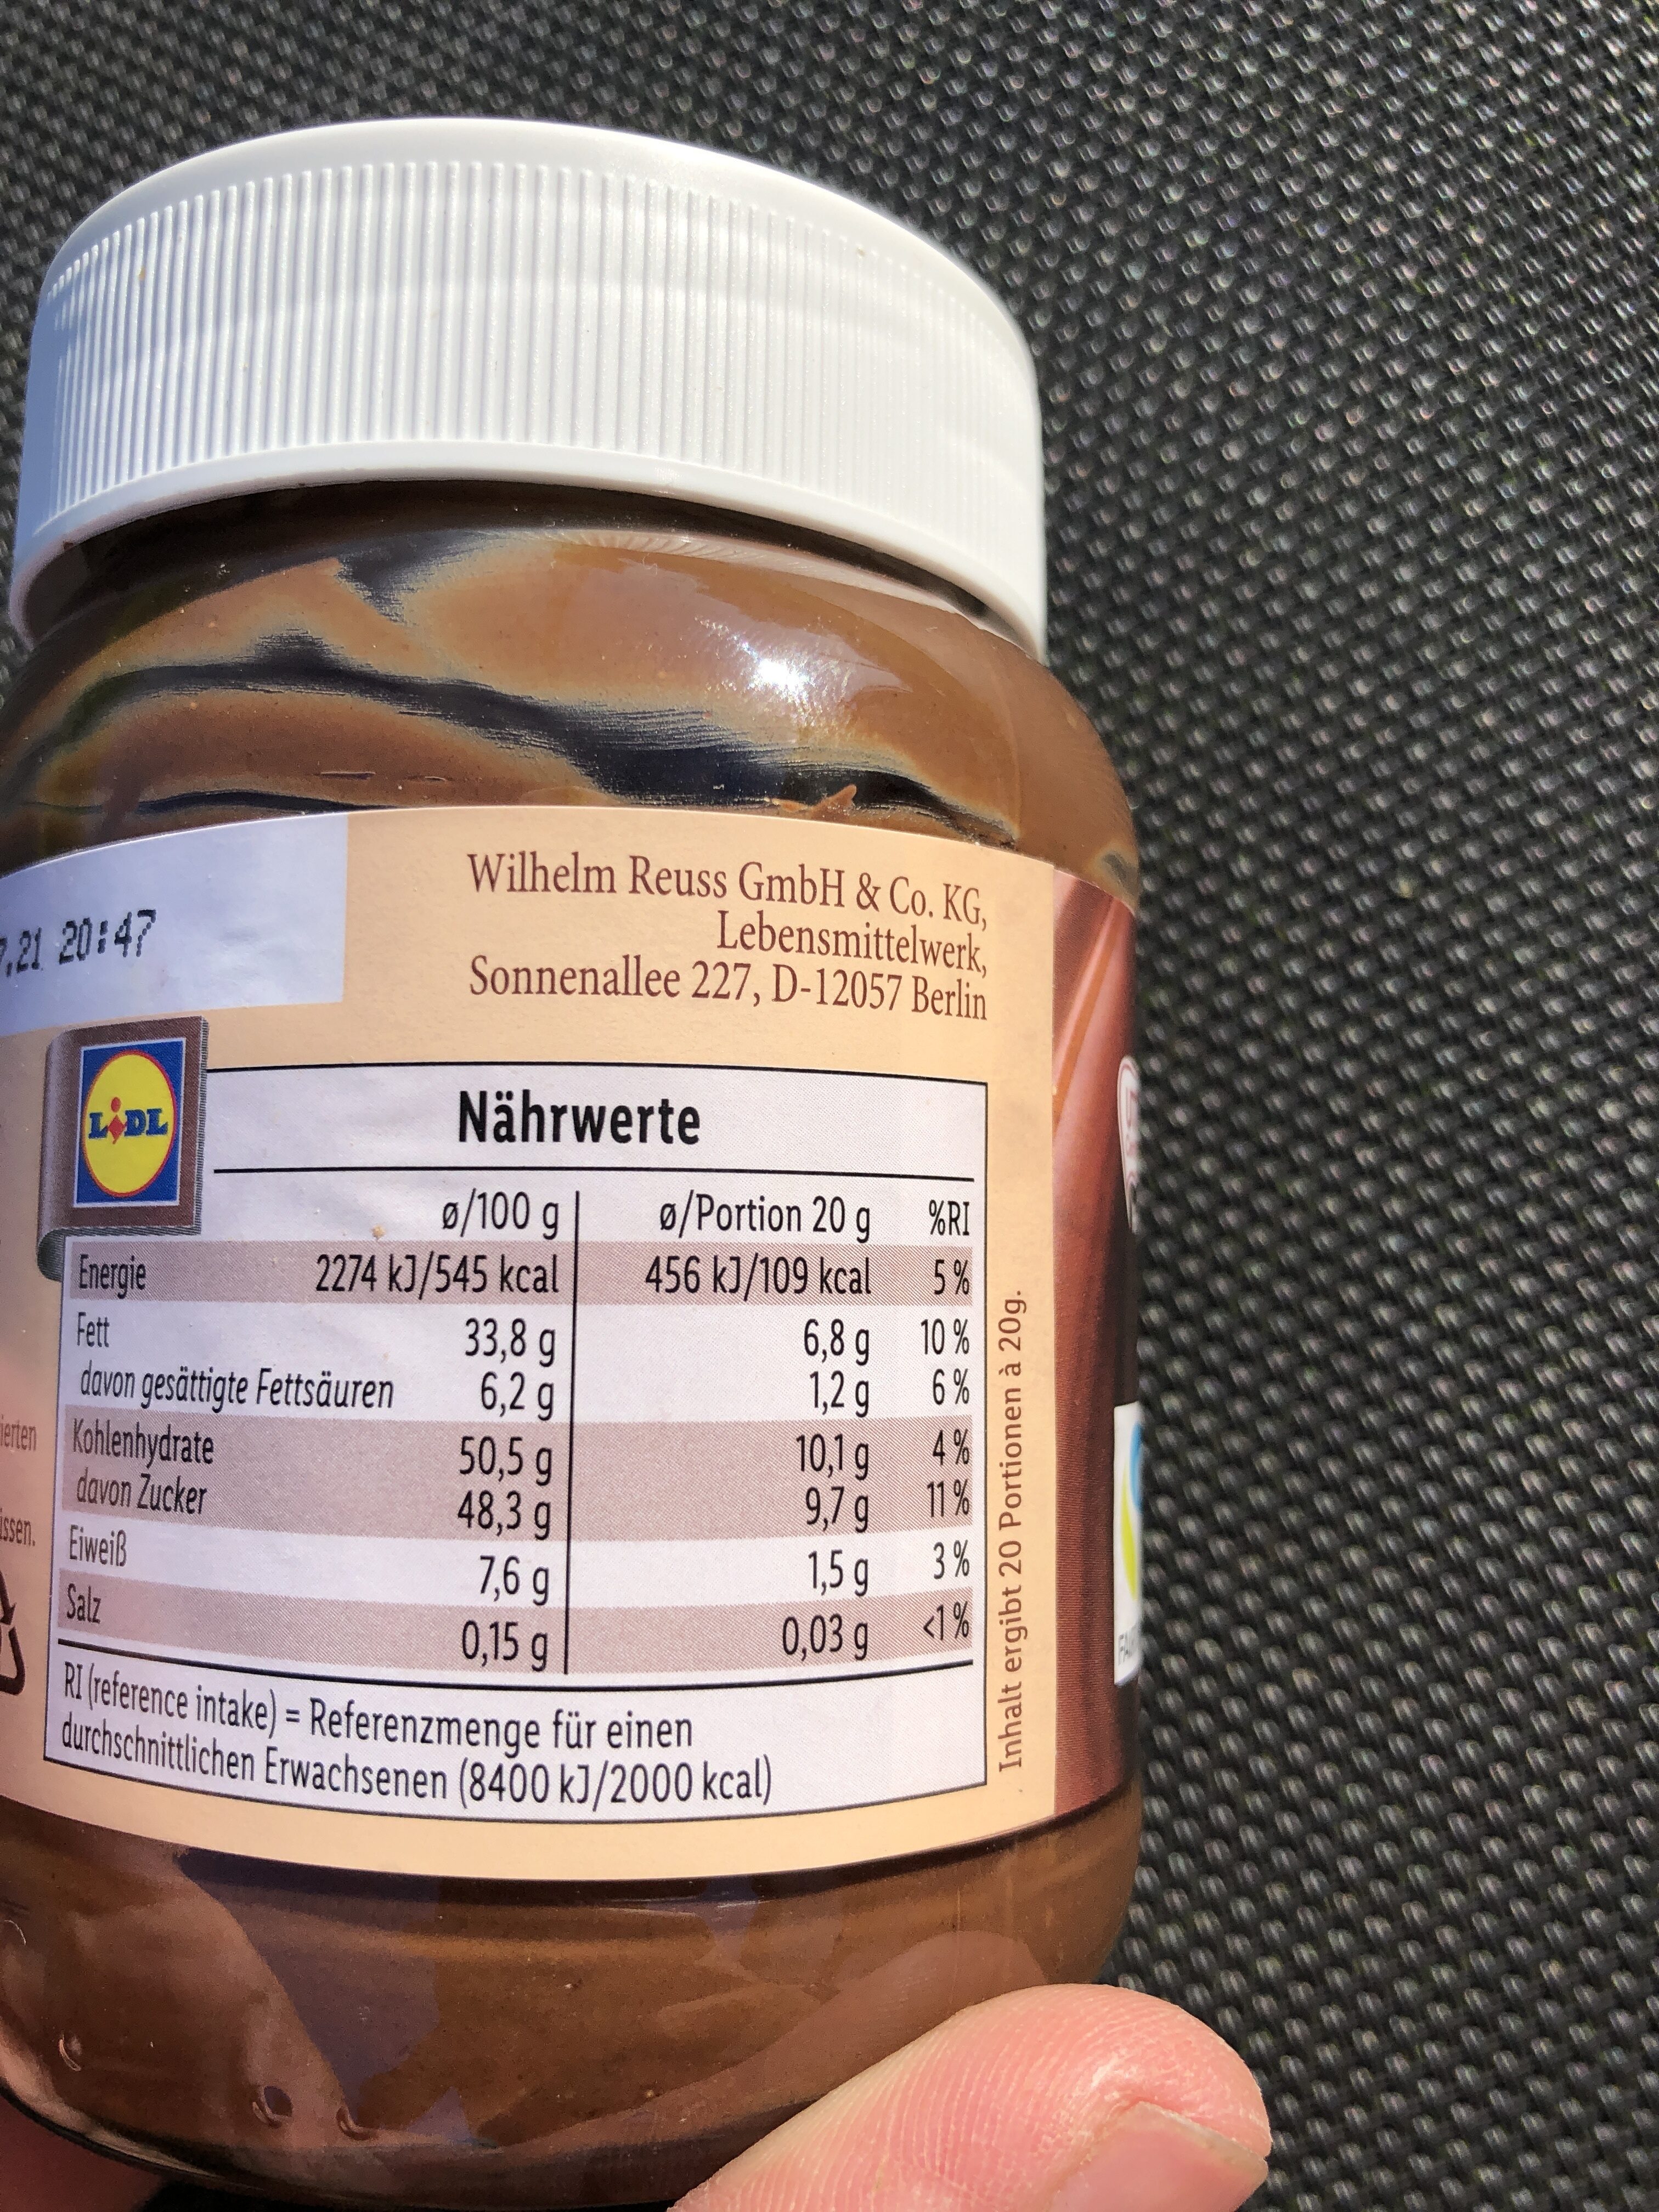 .21 20:47
Wilhelm Reuss GmbH & Co. KG,
Lebensmittelwerk,
Sonnenallee 227, D-12057 Berlin
LIDL
Nährwerte
ø/100 g ø/Portion 20 g %RI
Energie 2274 kJ/545 kcal 456 kJ/109 kcal 5 %
Fett 33,8 g 6,8 g 10 %
davon gesättigte Fettsäuren 6,2 g 1,2 g 6 %
Kohlenhydrate 50,5 g 10,1 g 4 %
davon Zucker 48,3 g 9,7 g 11 %
Eiweiß 7,6 g 1,5 g 3 %
Salz 0,15 g 0,03 g <1 %
RI (reference intake) = Referenzmenge für einen
durchschnittlichen Erwachsenen (8400 kJ/2000 kcal)
Inhalt ergibt 20 Portionen à 20g.